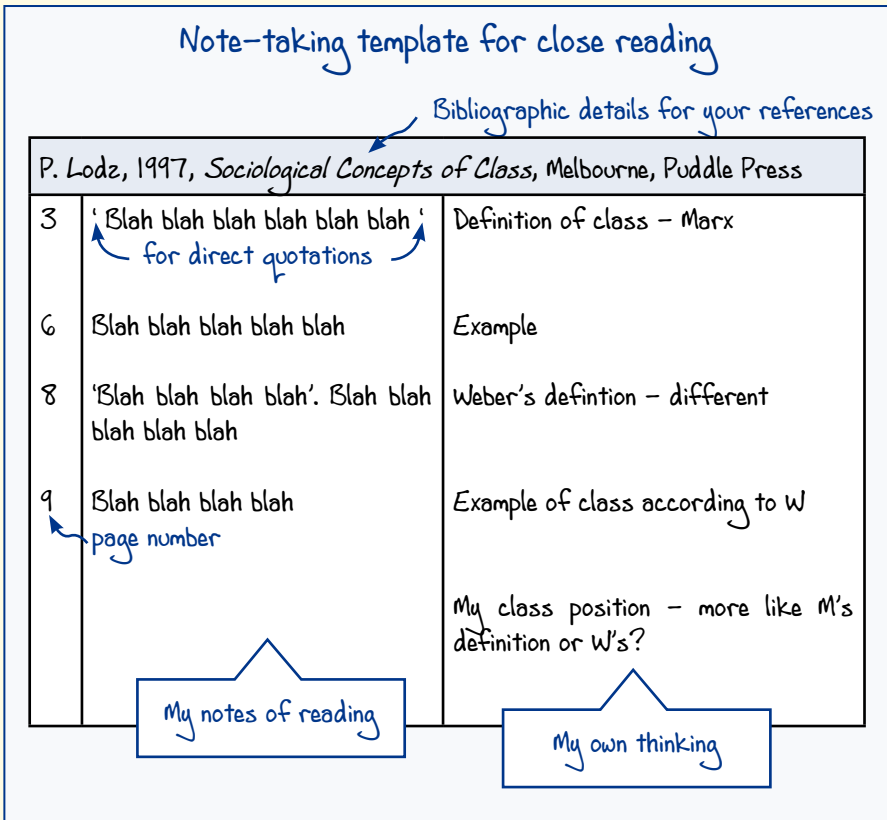 Note-taking template for close reading
Bibliographic details for your references
P. Lodz, 1997, Sociological Concepts of Class, Melbourne, Puddle Press
3 ‘ Blah blah blah blah blah blah ‘ Definition of class – Marx
for direct quotations
6 Blah blah blah blah blah Example
8 ‘Blah blah blah blah’. Blah blah Weber’s defintion – different
blah blah blah
9 Blah blah blah blah Example of class according to W
page number
My class position – more like M’s
definition or W’s?
My notes of reading
My own thinking